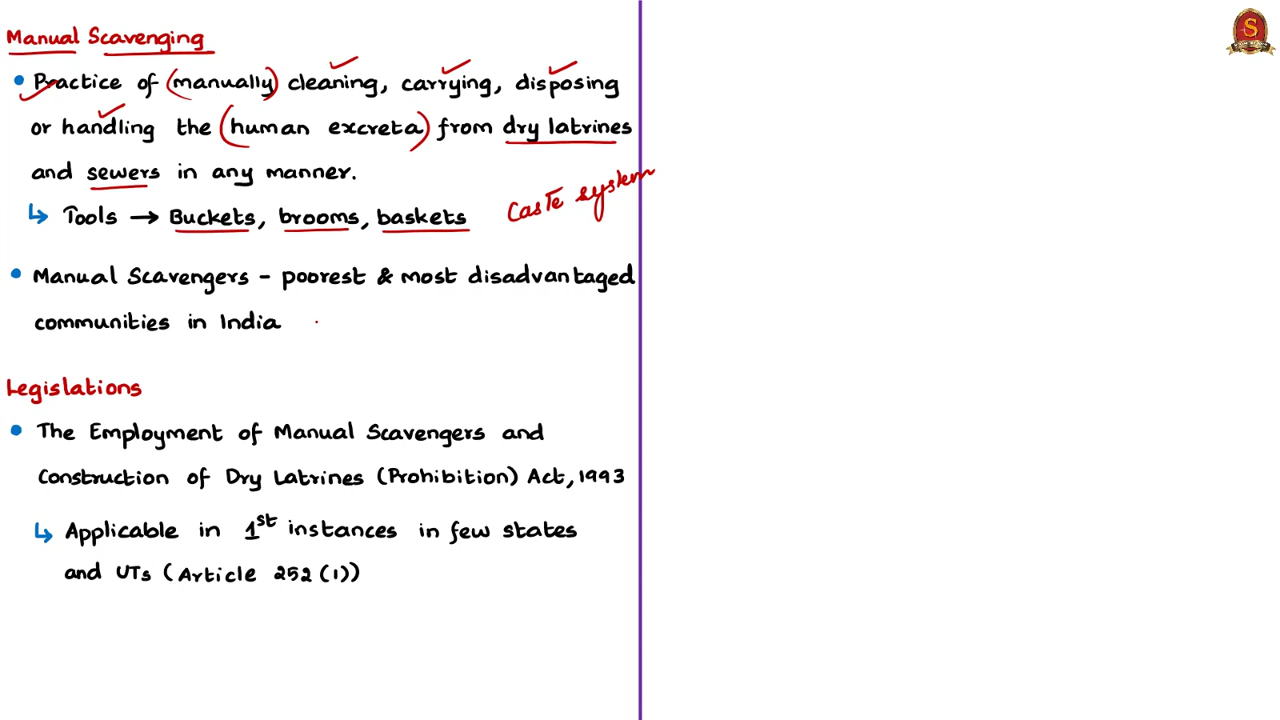 Manual Scavenging
• Practice of (manually) cleaning, carrying, disposing
or handling the (human excreta) from dry latrines
and sewers in any manner.
↳ Tools → Buckets, brooms, baskets
Caste system
• Manual Scavengers - poorest & most disadvantaged
communities in India
Legislations
• The Employment of Manual Scavengers and
Construction of Dry Latrines (Prohibition) Act, 1993
↳ Applicable in 1st instances in few states
and UTs (Article 252 (1))
S